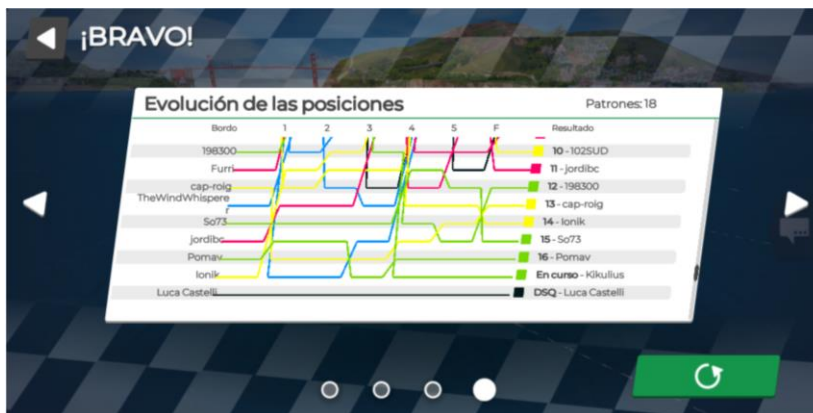 ¡BRAVO!
Evolución de las posiciones
Patrones: 18
Bordo 1 2 3 4 5 F Resultado
198300 10 - 102SUD
Furri 11 - jordibc
cap-roig 12 - 198300
TheWindWhispere
r 13 - cap-roig
So73 14 - Ionik
jordibc 15 - So73
Pomav 16 - Pomav
Ionik En curso - Kikulius
Luca Castelli DSQ - Luca Castelli